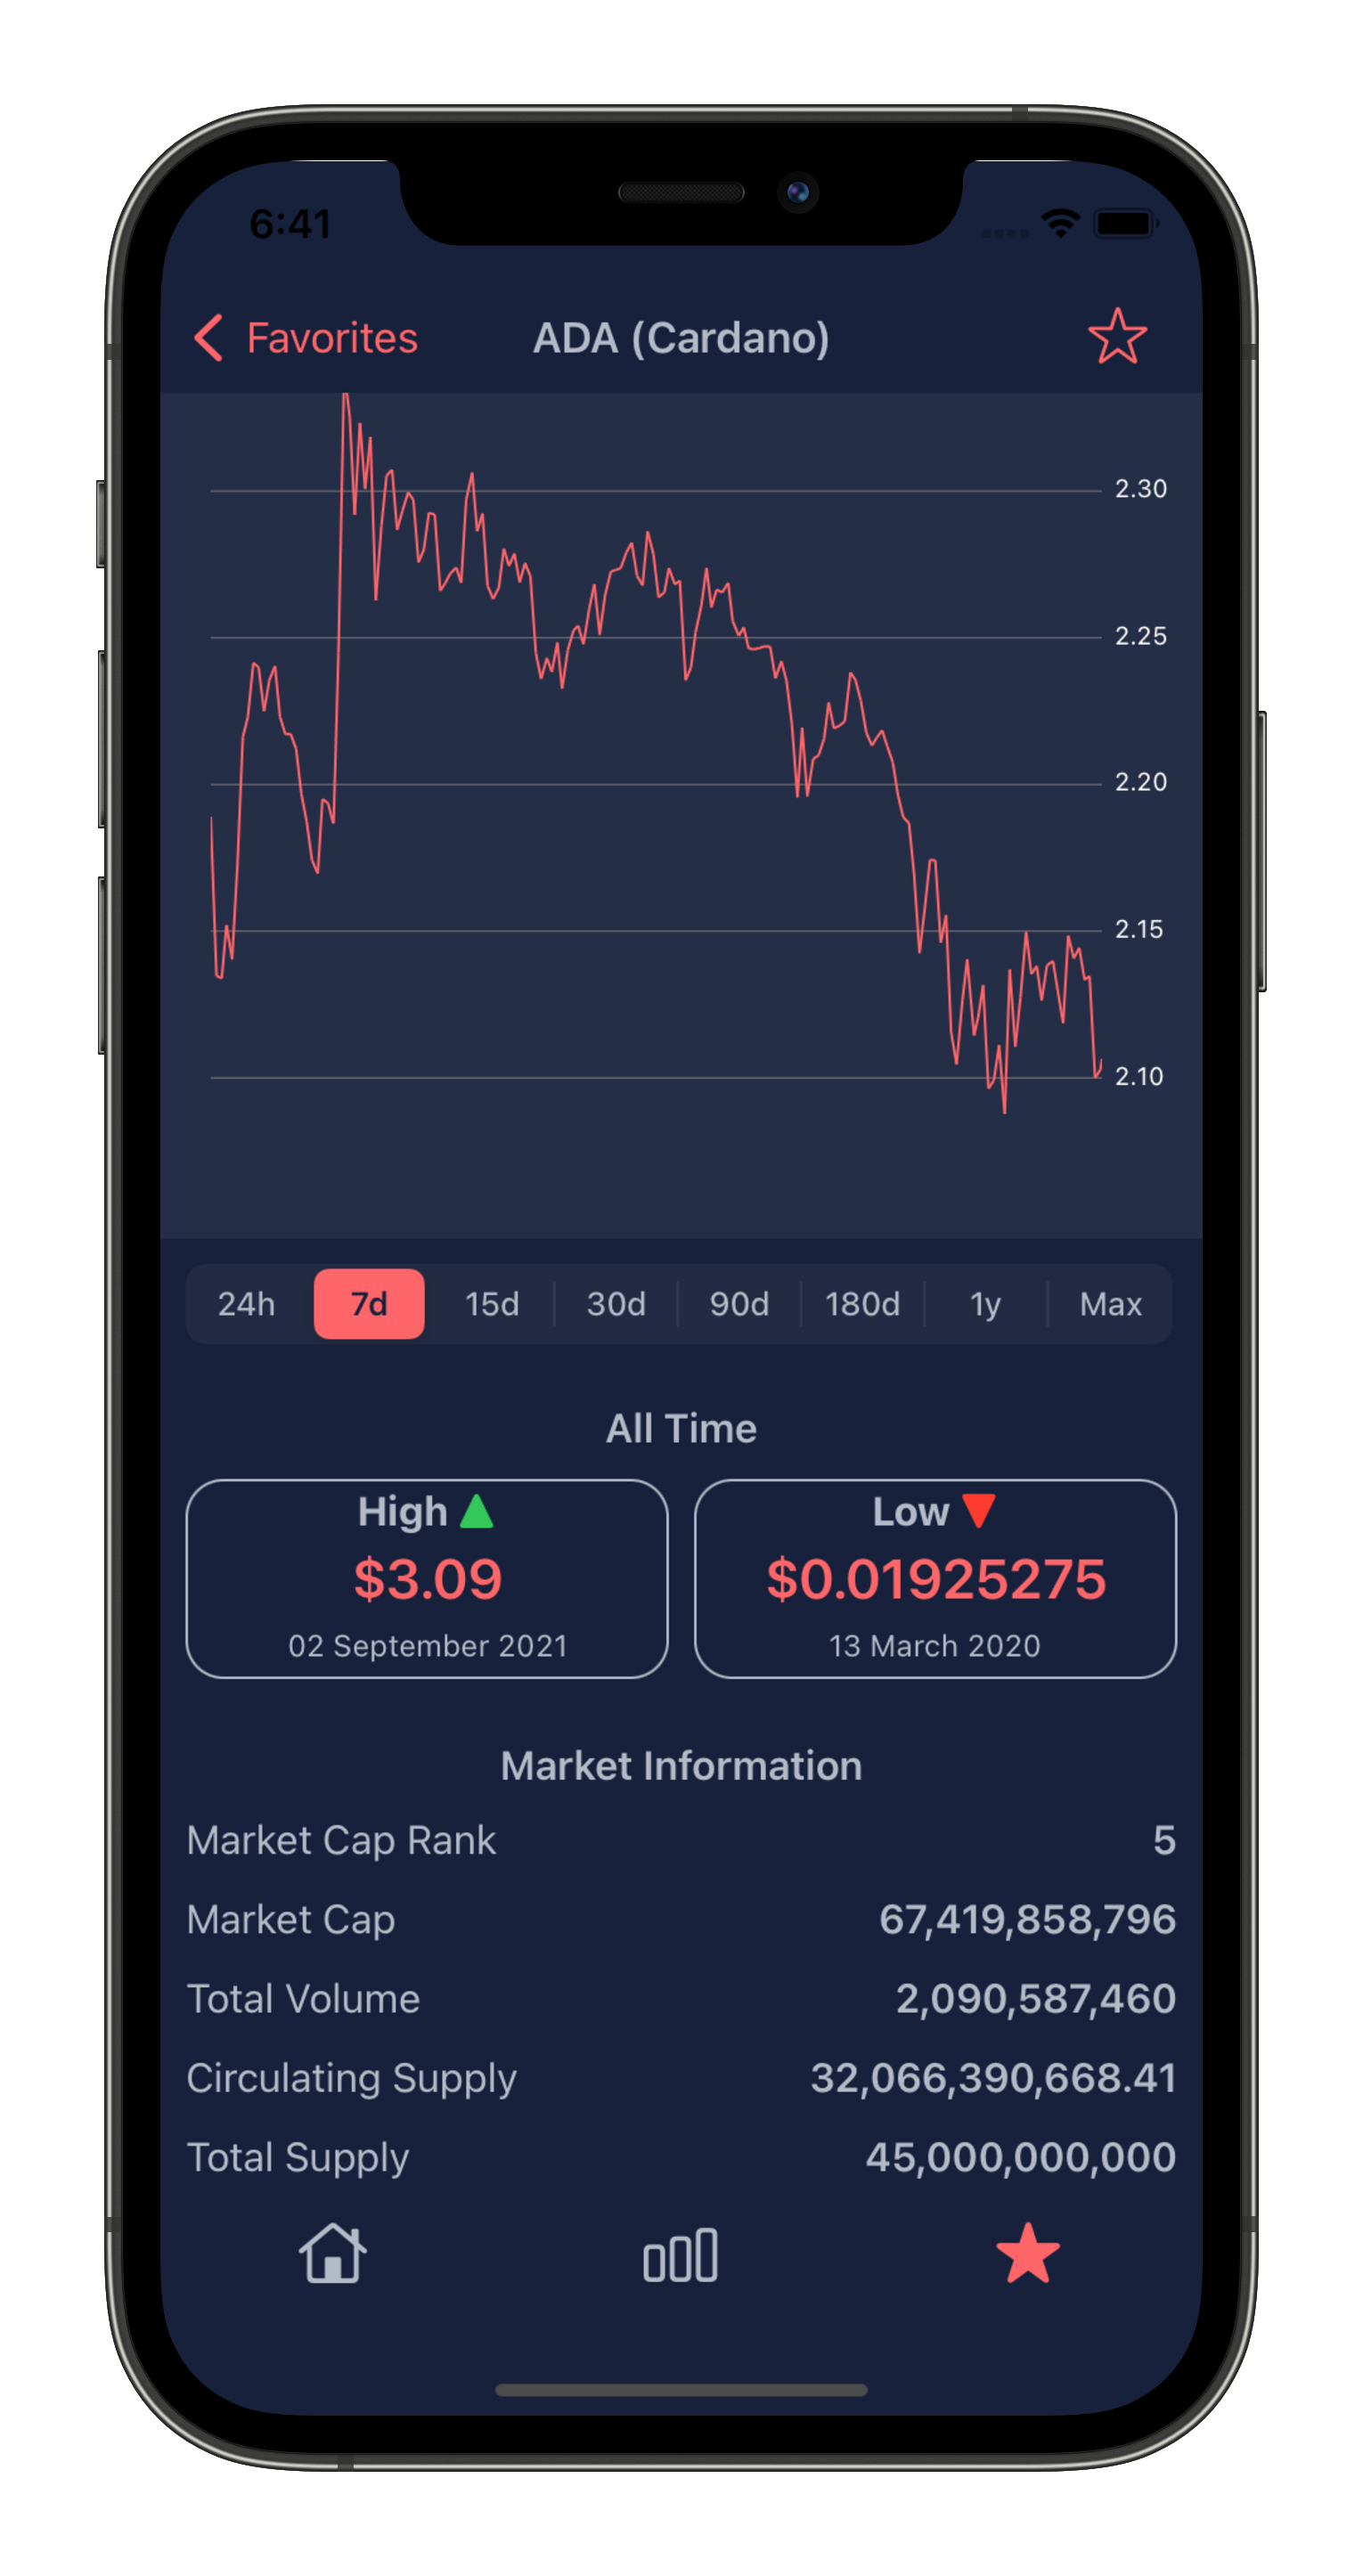 6:41
Favorites ADA (Cardano)
2.30
2.25
2.20
2.15
2.10
24h 7d 15d 30d 90d 180d 1y Max
All Time
High Low
$3.09 $0.01925275
02 September 2021 13 March 2020
Market Information
Market Cap Rank 5
Market Cap 67,419,858,796
Total Volume 2,090,587,460
Circulating Supply 32,066,390,668.41
Total Supply 45,000,000,000